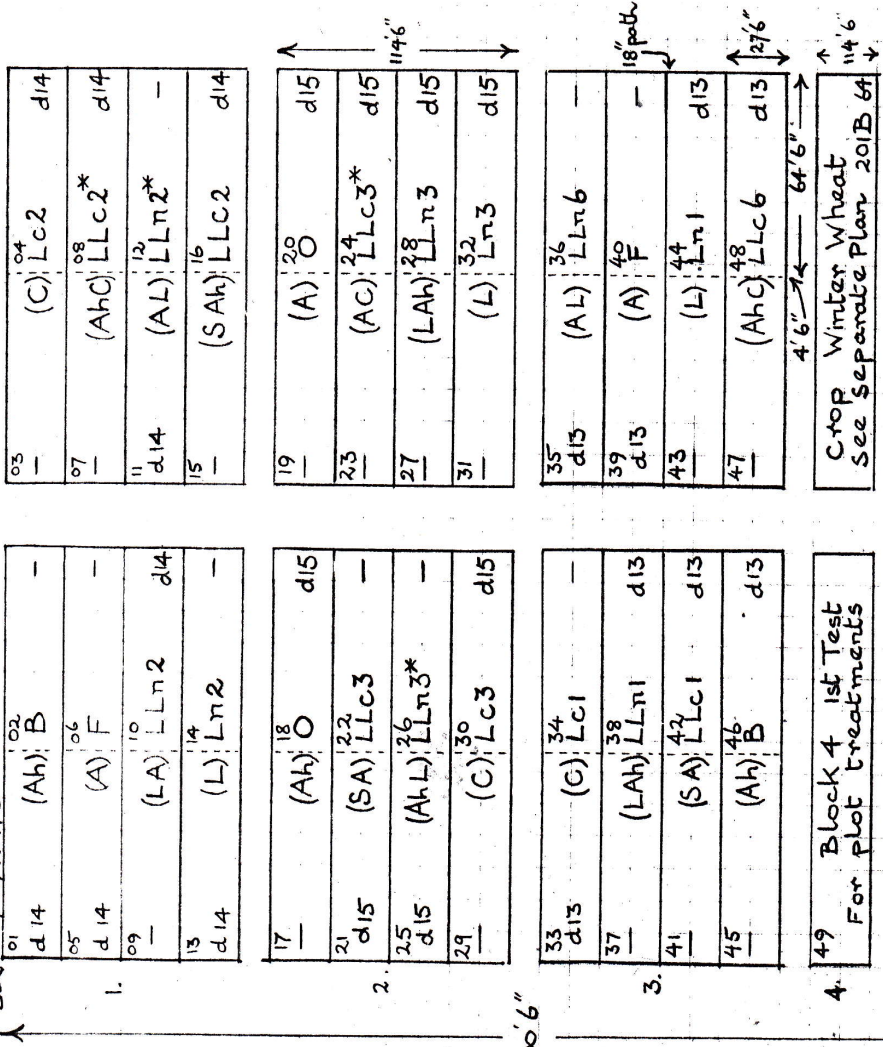 01 d14 (Ah) 02 B —
05 d14 (A) 06 F —
09 — (LA) 10 LLn2 d14
13 d14 (L) 14 Ln2 —
1.
03 — (C) 04 Lc2 d14
07 — (AhC) 08 LLc2* d14
11 d14 (AL) 12 LLn2* —
15 — (SAh) 16 LLc2 d14
17 — (Ah) 18 O d15
21 d15 (SA) 22 LLc3 —
25 d15 (AhL) 26 LLn3* —
29 — (C) 30 Lc3 d15
2.
19 — (A) 20 O d15
23 — (AC) 24 LLc3* d15
27 — (LAh) 28 LLn3 d15
31 — (L) 32 Ln3 d15
114'6"
33 d13 (C) 34 Lc1 —
37 — (LAh) 38 LLn1 d13
41 — (SA) 42 LLc1 d13
45 — (Ah) 46 B d13
3.
35 d13 (AL) 36 LLn6 —
39 d13 (A) 40 F —
43 — (L) 44 Ln1 d13
47 — (AhC) 48 LLc6 d13
18" path
27'6"
4'6" 64'6"
4.
49 Block 4 1st Test
For plot treatments
Crop Winter Wheat
see separate Plan 201B 64
114'6"
0'6"